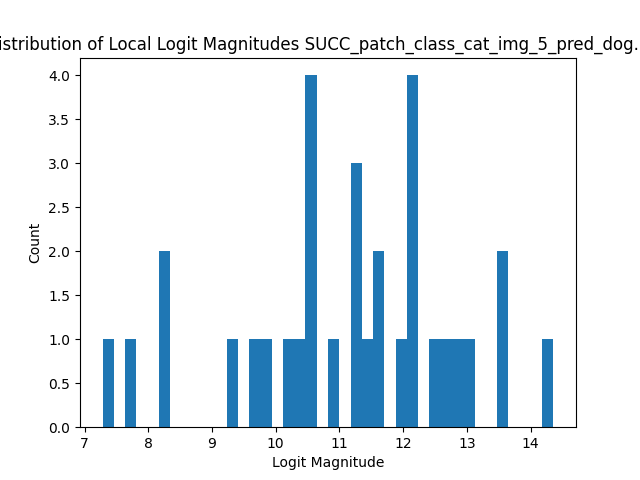 istribution of Local Logit Magnitudes SUCC_patch_class_cat_img_5_pred_dog.
4.0
3.5
3.0
2.5
2.0
1.5
1.0
0.5
0.0
Count
7 8 9 10 11 12 13 14
Logit Magnitude